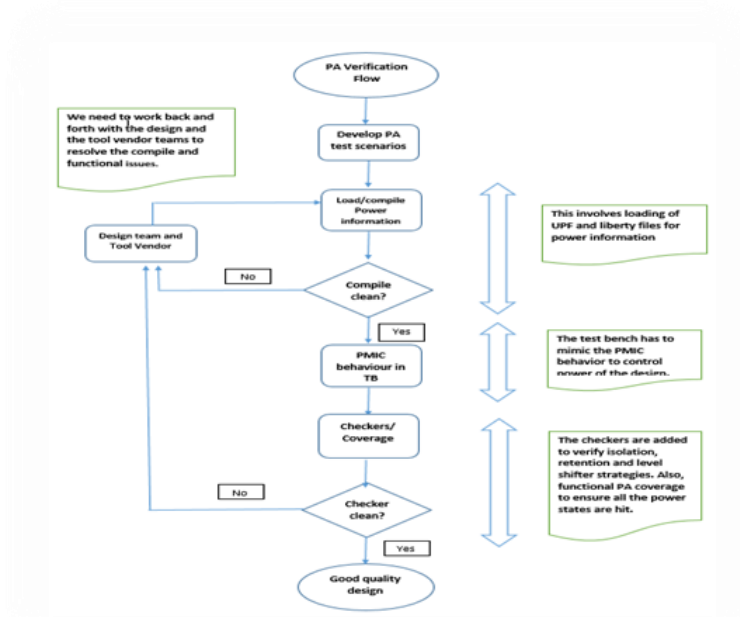 PA Verification
Flow
We need to work back and
forth with the design and
the tool vendor teams to
resolve the compile and
functional issues.
Develop PA
test scenarios
Load/compile
Power
information
Design team and
Tool Vendor
This involves loading of
UPF and liberty files for
power information
No
Compile
clean?
Yes
PMIC
behaviour in
TB
The test bench has to
mimic the PMIC
behavior to control
power of the design.
Checkers/
Coverage
The checkers are added
to verify isolation,
retention and level
shifter strategies. Also,
functional PA coverage
to ensure all the power
states are hit.
No
Checker
clean?
Yes
Good quality
design